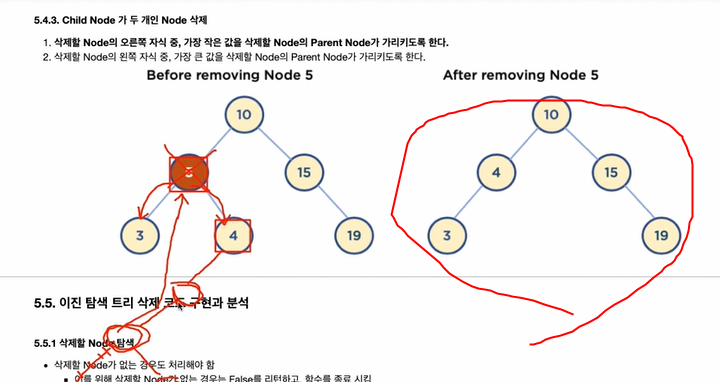 5.4.3. Child Node 가 두 개인 Node 삭제
1. 삭제할 Node의 오른쪽 자식 중, 가장 작은 값을 삭제할 Node의 Parent Node가 가리키도록 한다.
2. 삭제할 Node의 왼쪽 자식 중, 가장 큰 값을 삭제할 Node의 Parent Node가 가리키도록 한다.
Before removing Node 5
After removing Node 5
10
10
15
4
15
3
4
19
3
19
5.5. 이진 탐색 트리 삭제 코드 구현과 분석
5.5.1 삭제할 Node 탐색
삭제할 Node가 없는 경우도 처리해야 함
이를 위해 삭제할 Node가 없는 경우는 False를 리턴하고, 함수를 종료 시킴